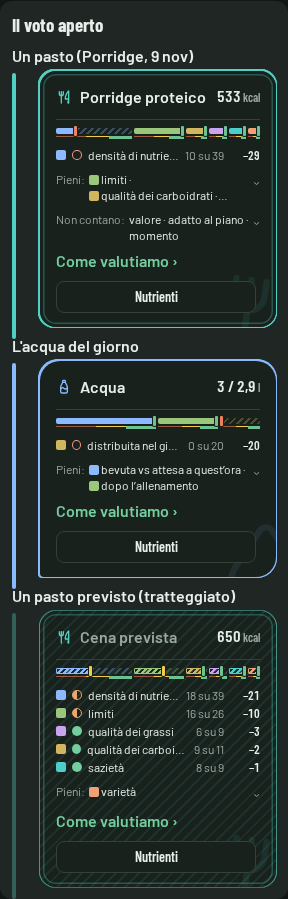 Il voto aperto
Un pasto (Porridge, 9 nov)
Porridge proteico 533 kcal
densità di nutrie... 10 su 39 −29
Pieni: limiti ·
qualità dei carboidrati ·...
Non contano: valore · adatto al piano ·
momento
Come valutiamo ›
Nutrienti
L'acqua del giorno
Acqua 3 / 2,9 l
distribuita nel gi... 0 su 20 −20
Pieni: bevuta vs attesa a quest'ora ·
dopo l'allenamento
Come valutiamo ›
Nutrienti
Un pasto previsto (tratteggiato)
Cena prevista 650 kcal
densità di nutrie... 18 su 39 −21
limiti 16 su 26 −10
qualità dei grassi 6 su 9 −3
qualità dei carboi... 9 su 11 −2
sazietà 8 su 9 −1
Pieni: varietà
Come valutiamo ›
Nutrienti